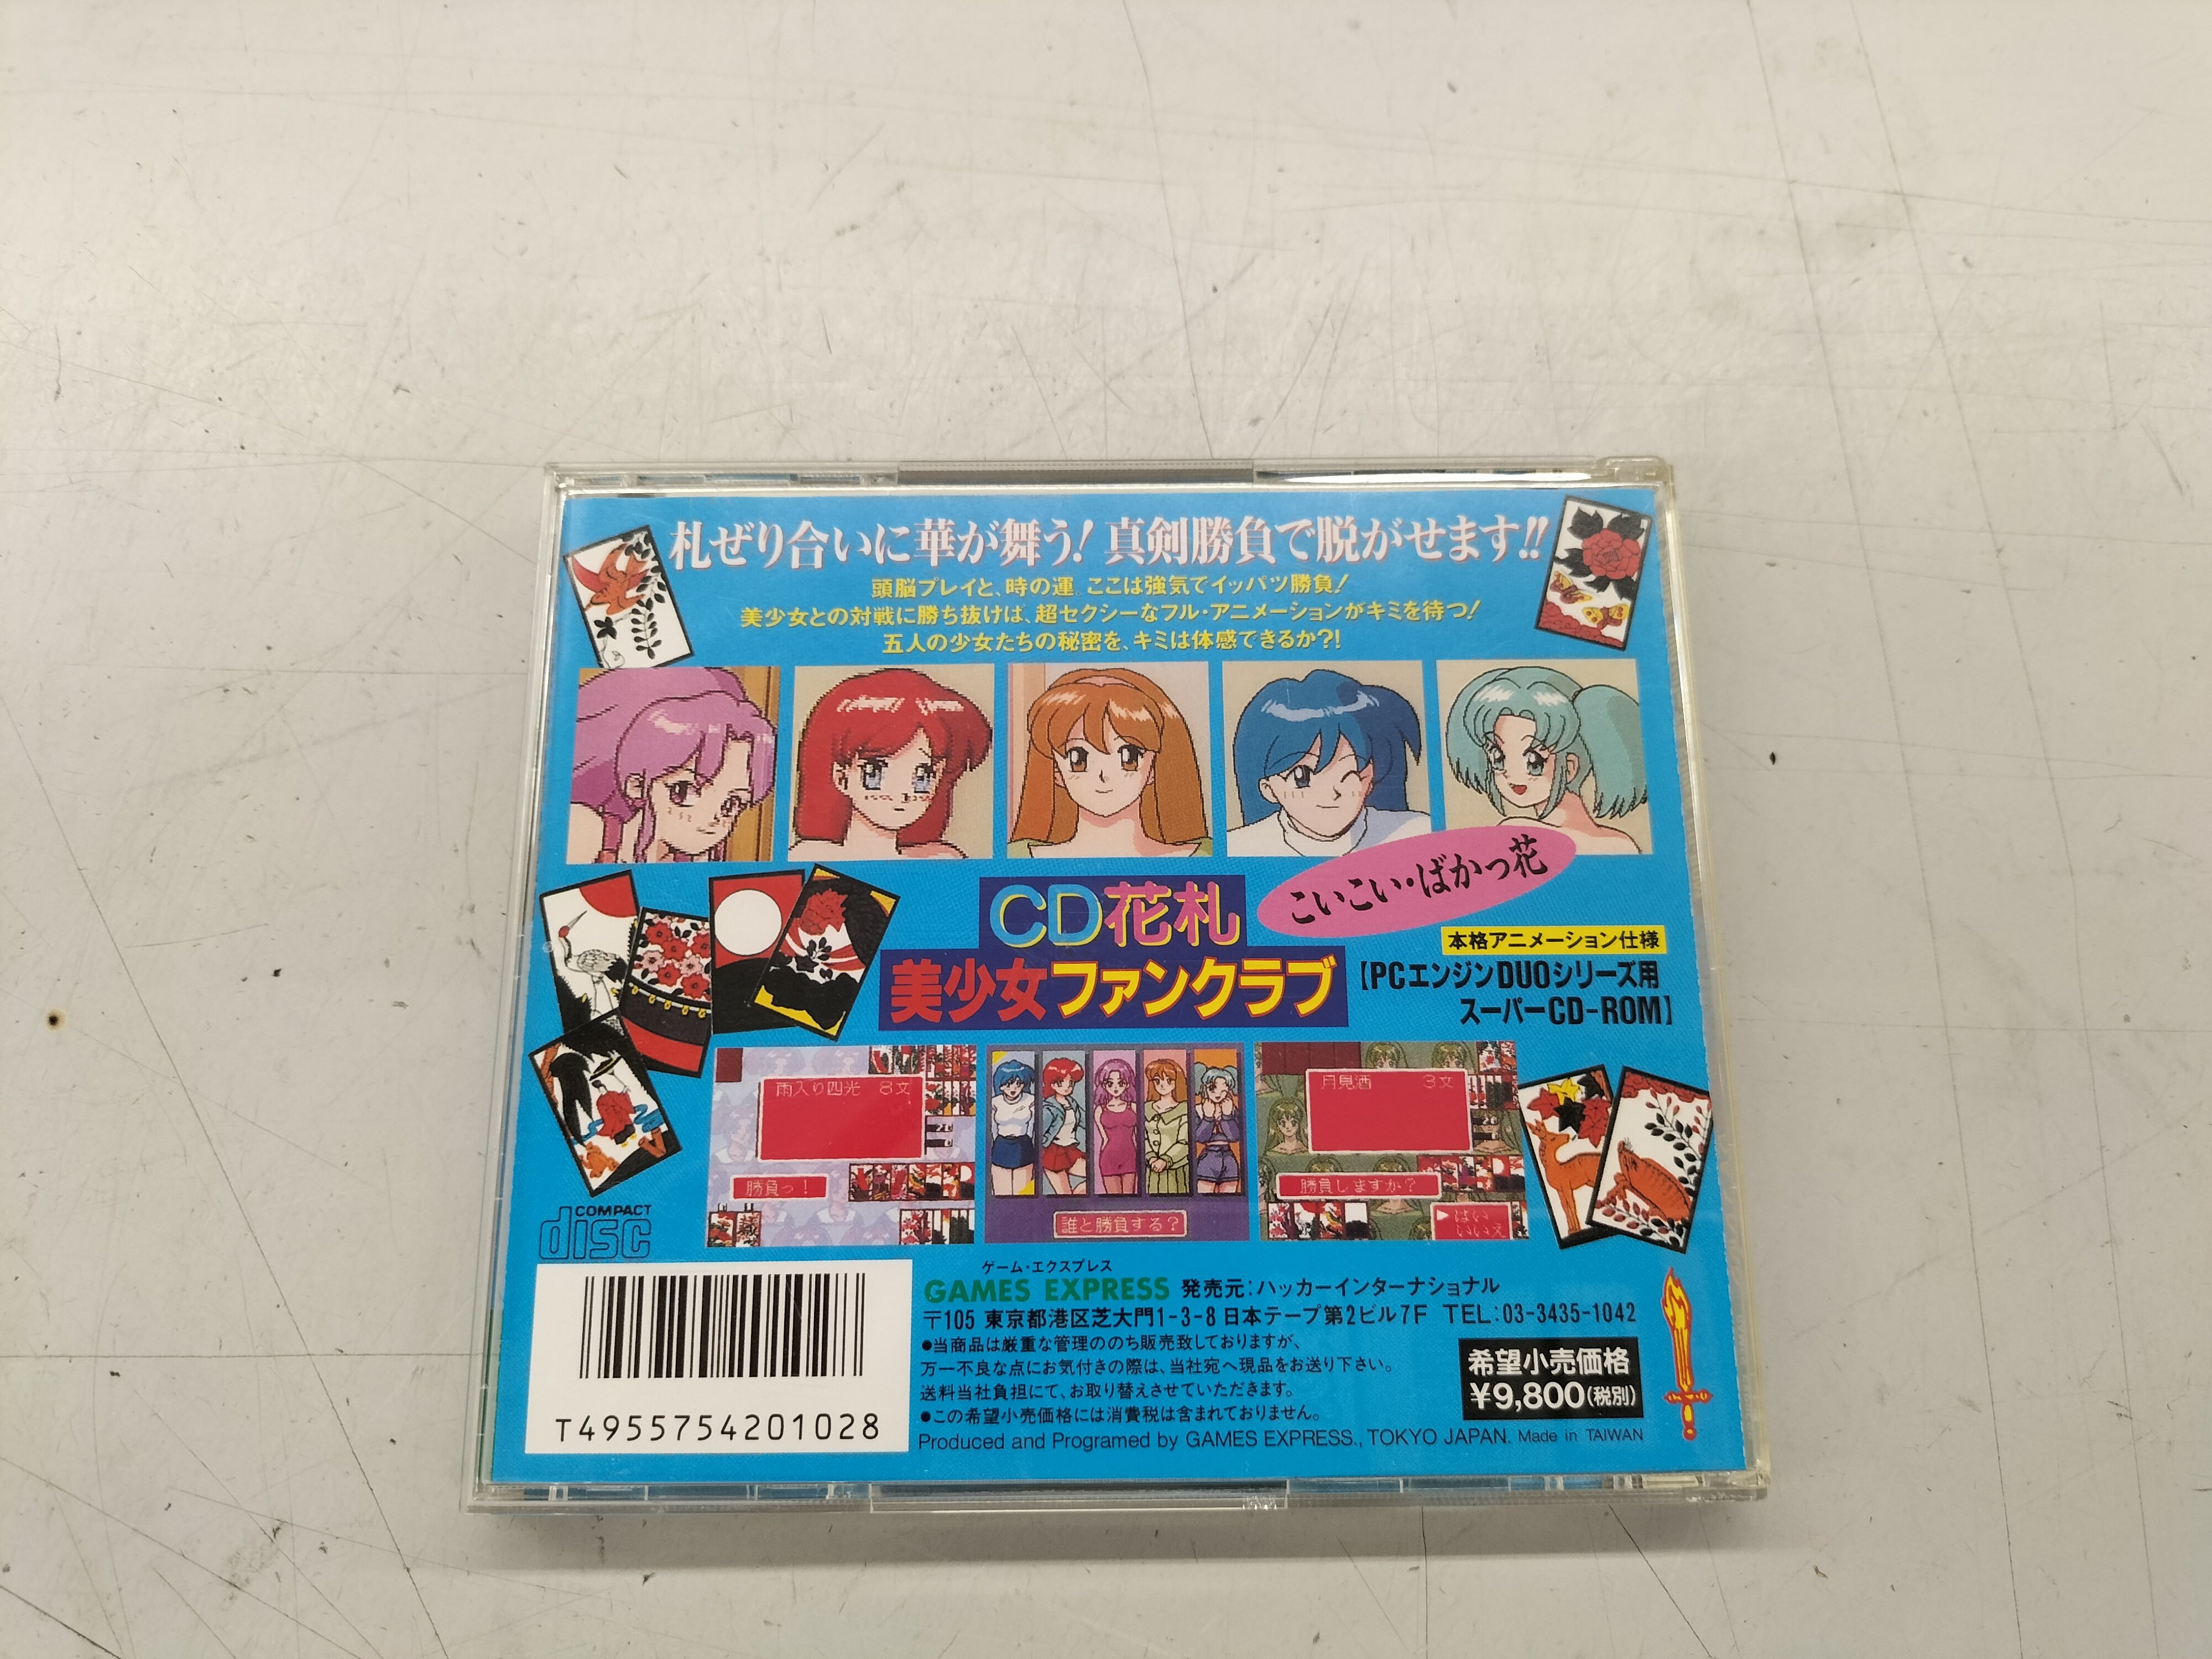 札ぜり合いに華が舞う! 真剣勝負で脱がせます!!
頭脳プレイと、時の運。ここは強気でイッパツ勝負!
美少女との対戦に勝ち抜けば、超セクシーなフル・アニメーションがキミを待つ!
五人の少女たちの秘密を、キミは体感できるか?!
こいこい・ばかっ花
CD花札
美少女ファンクラブ
本格アニメーション仕様
【PCエンジンDUOシリーズ用
スーパーCD-ROM】
雨入り四光 8文
勝負っ!
誰と勝負する?
月見酒 3文
勝負しますか?
▶はい
いいえ
COMPACT
disc
T4955754201028
ゲーム・エクスプレス
GAMES EXPRESS 発売元:ハッカーインターナショナル
〒105 東京都港区芝大門1-3-8 日本テープ第2ビル7F TEL:03-3435-1042
●当商品は厳重な管理ののち販売致しておりますが、
万一不良な点にお気付きの際は、当社宛へ現品をお送り下さい。
送料当社負担にて、お取り替えさせていただきます。
●この希望小売価格には消費税は含まれておりません。
希望小売価格
¥9,800(税別)
Produced and Programed by GAMES EXPRESS., TOKYO JAPAN. Made in TAIWAN